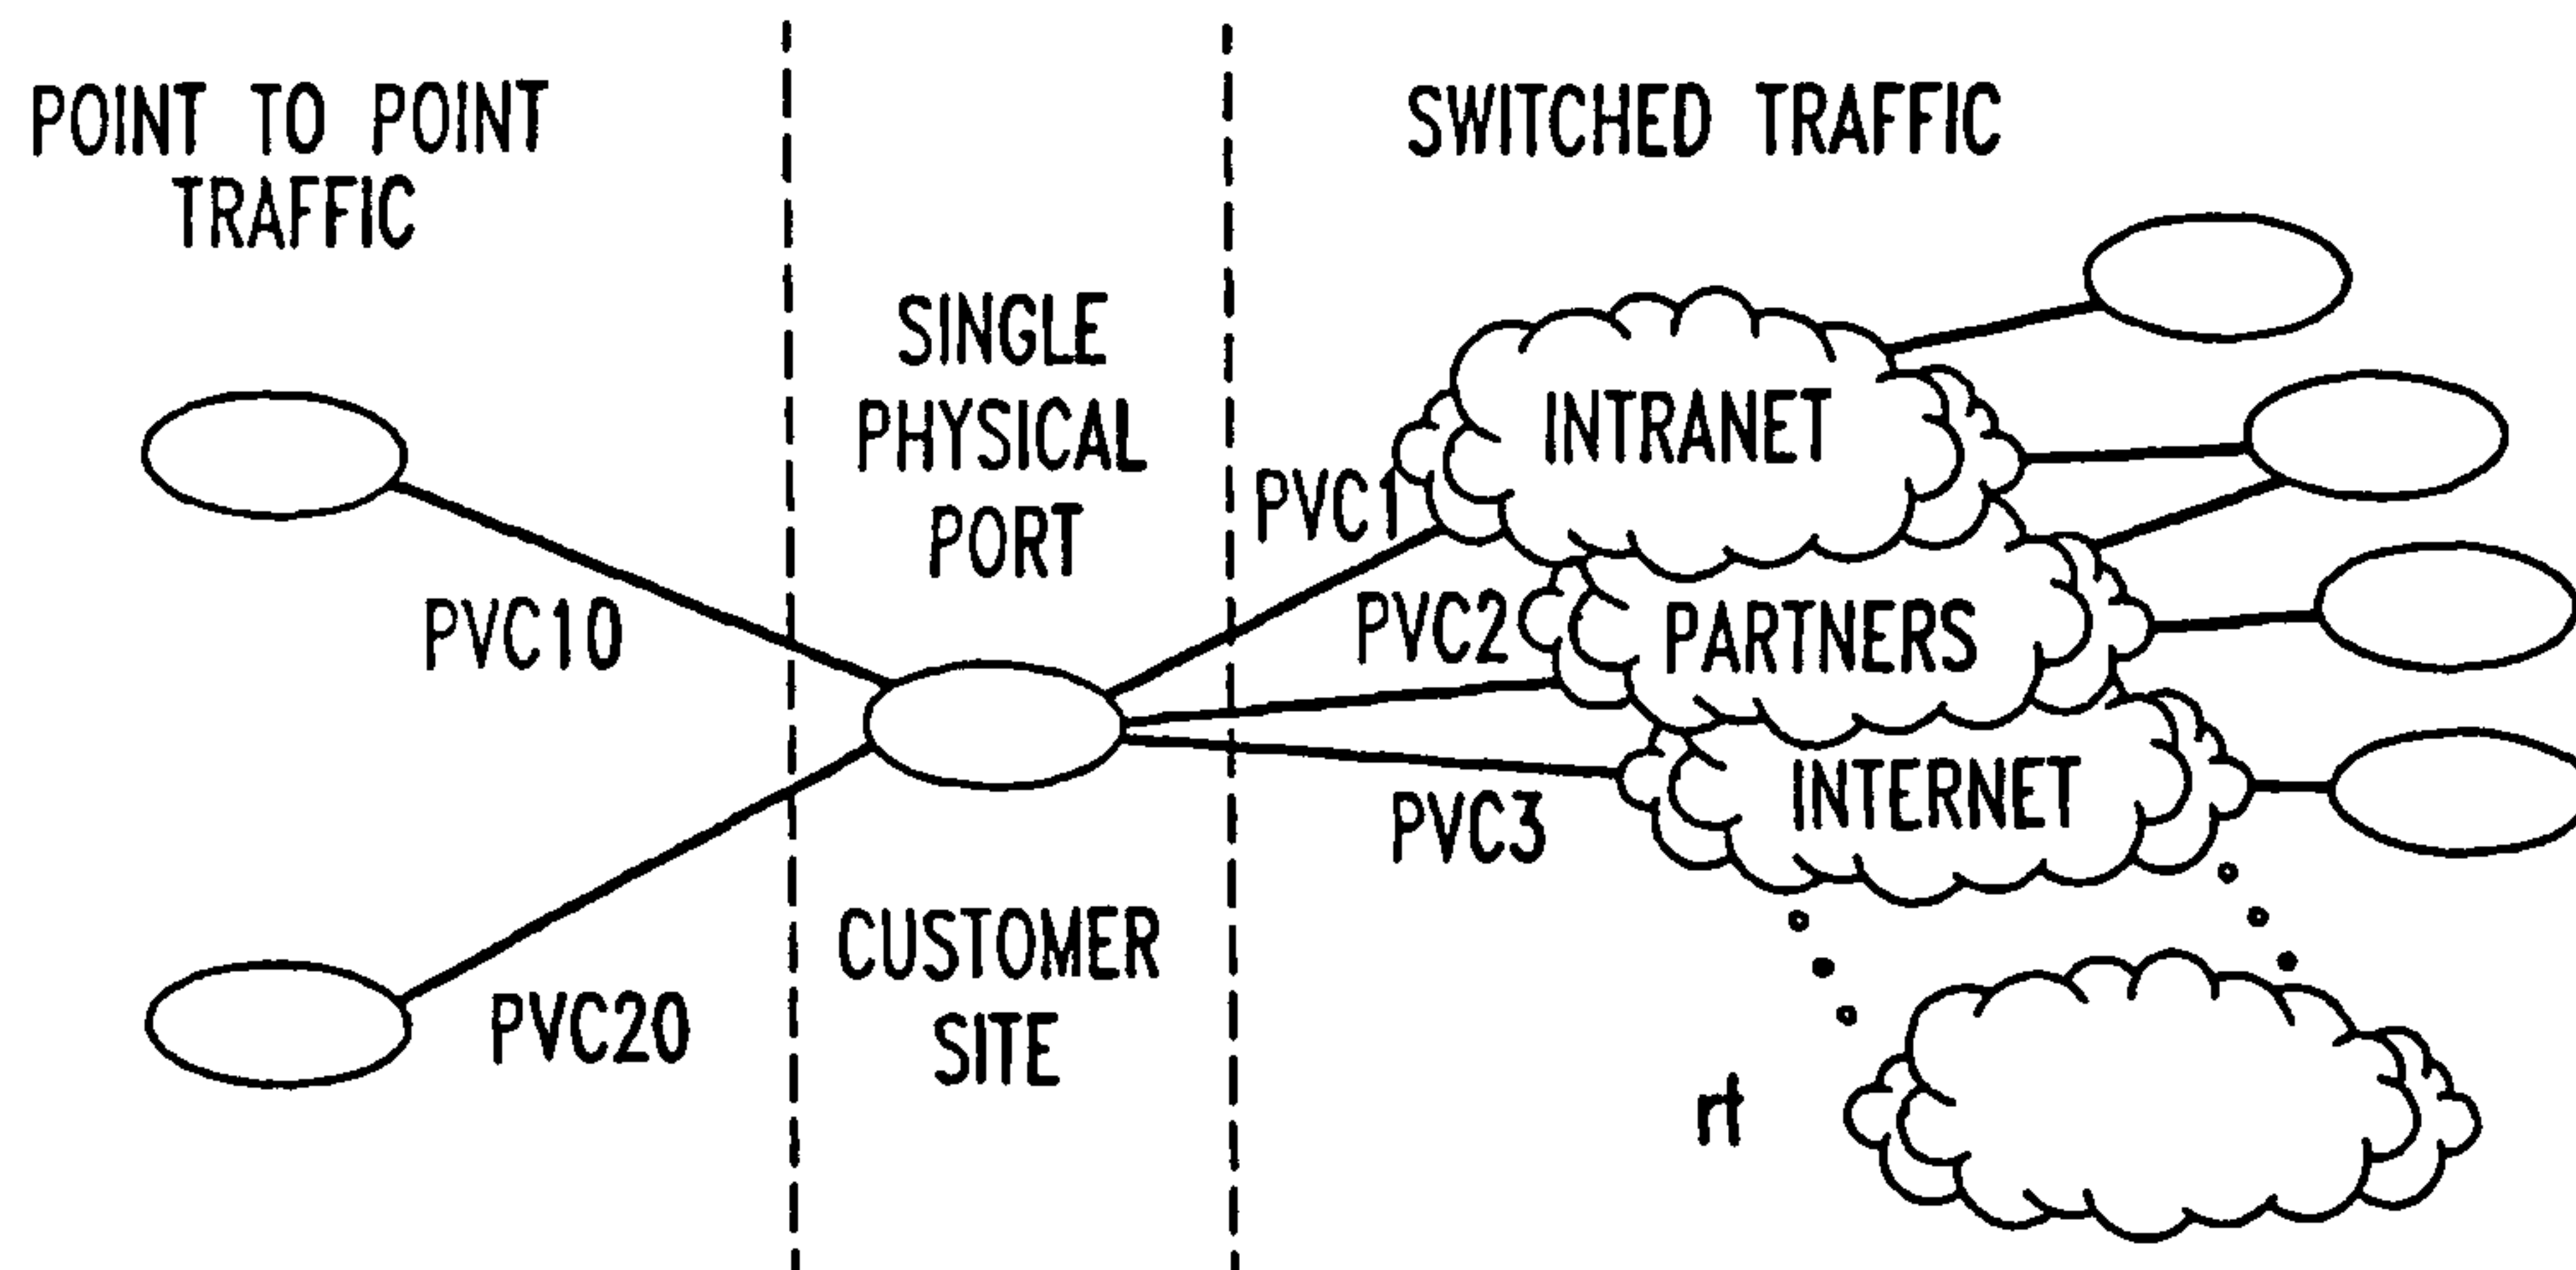 POINT TO POINT
TRAFFIC
SWITCHED TRAFFIC
SINGLE
PHYSICAL
PORT
INTRANET
PVC1
PVC10
PVC2
PARTNERS
INTERNET
PVC3
CUSTOMER
SITE
PVC20
rt